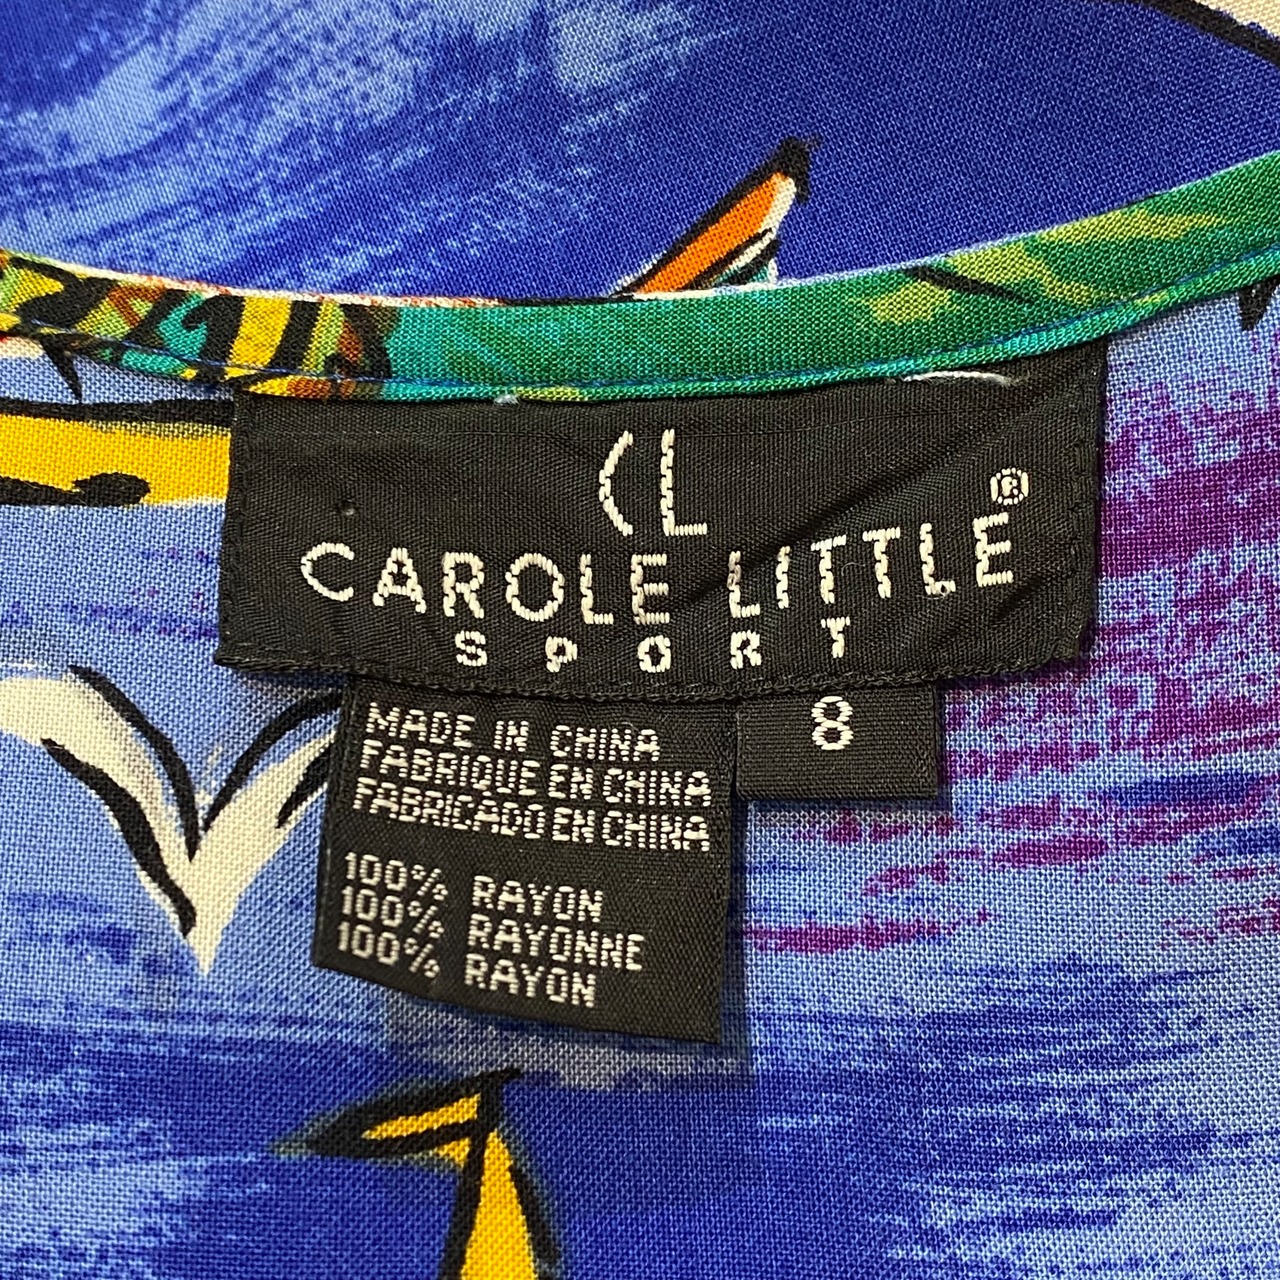 CL
CAROLE LITTLE®
SPORT
8
MADE IN CHINA
FABRIQUE EN CHINA
FABRICADO EN CHINA
100% RAYON
100% RAYONNE
100% RAYON